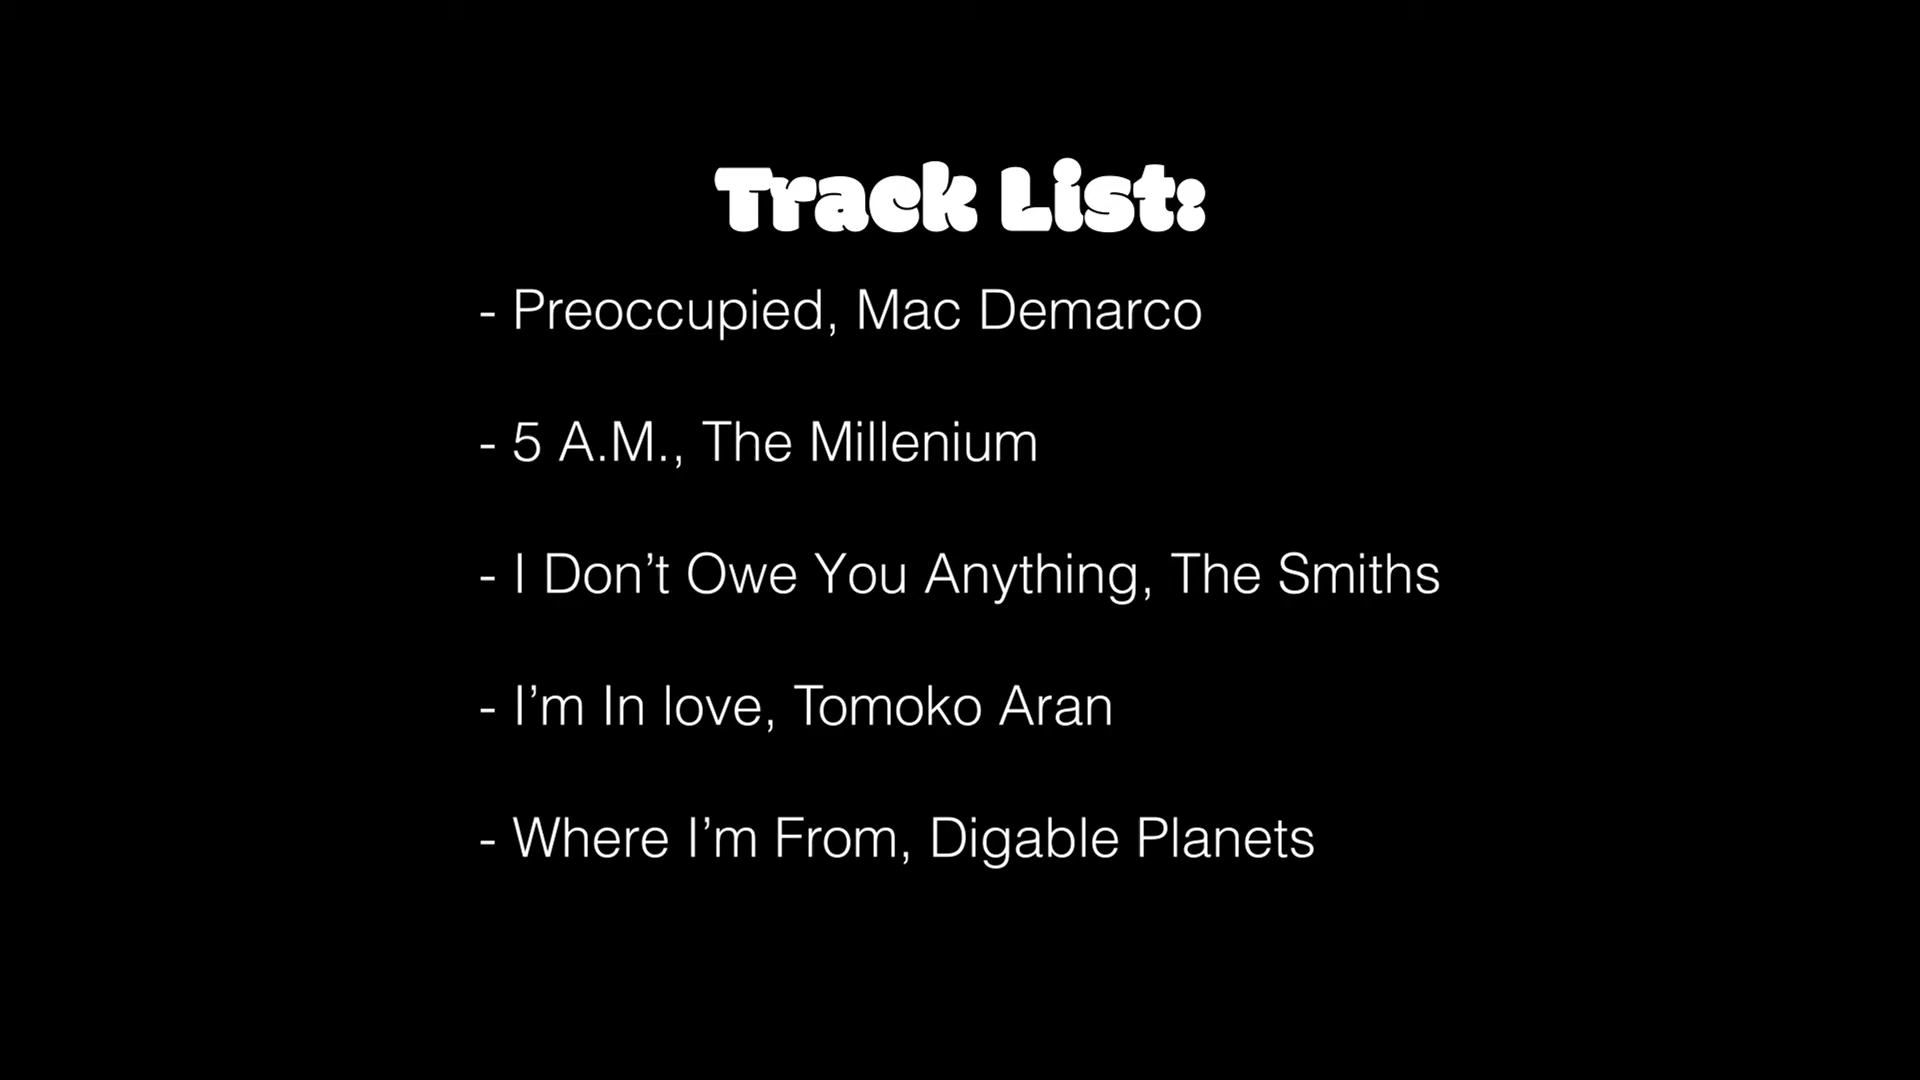 Track List:
- Preoccupied, Mac Demarco
- 5 A.M., The Millenium
- I Don’t Owe You Anything, The Smiths
- I’m In love, Tomoko Aran
- Where I’m From, Digable Planets